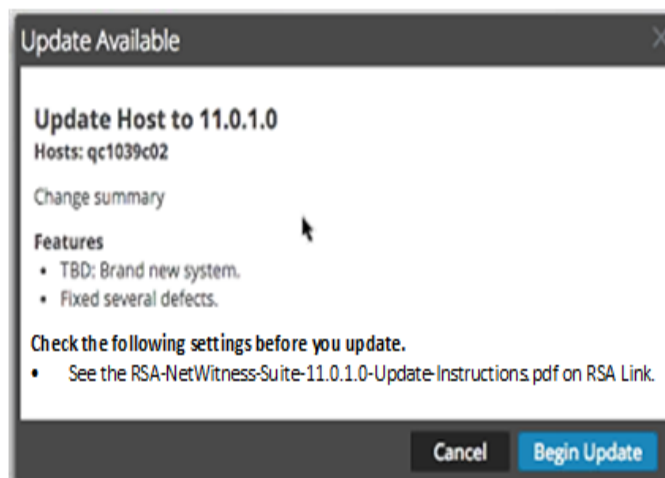 Update Available
Update Host to 11.0.1.0
Hosts: qc1039c02
Change summary
Features
• TBD: Brand new system.
• Fixed several defects.
Check the following settings before you update.
• See the RSA-NetWitness-Suite-11.0.1.0-Update-Instructions.pdf on RSA Link.
Cancel Begin Update